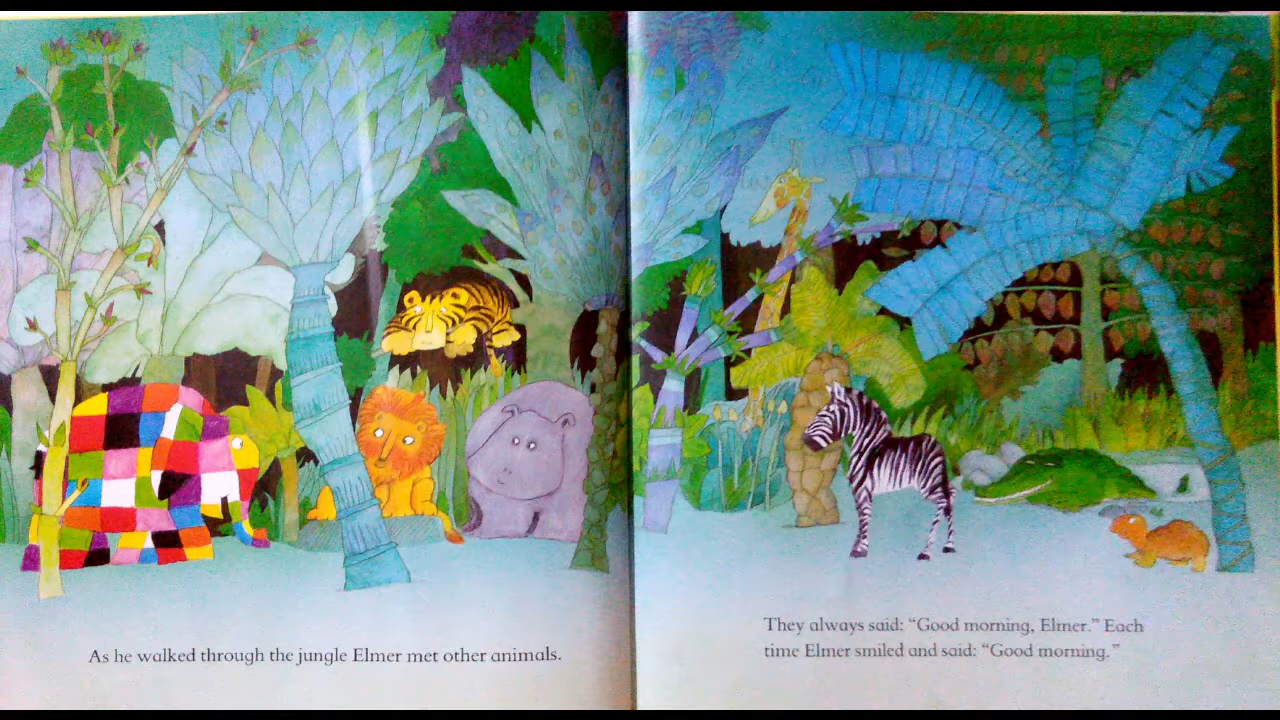 As he walked through the jungle Elmer met other animals.
They always said: “Good morning, Elmer.” Each
time Elmer smiled and said: “Good morning.”